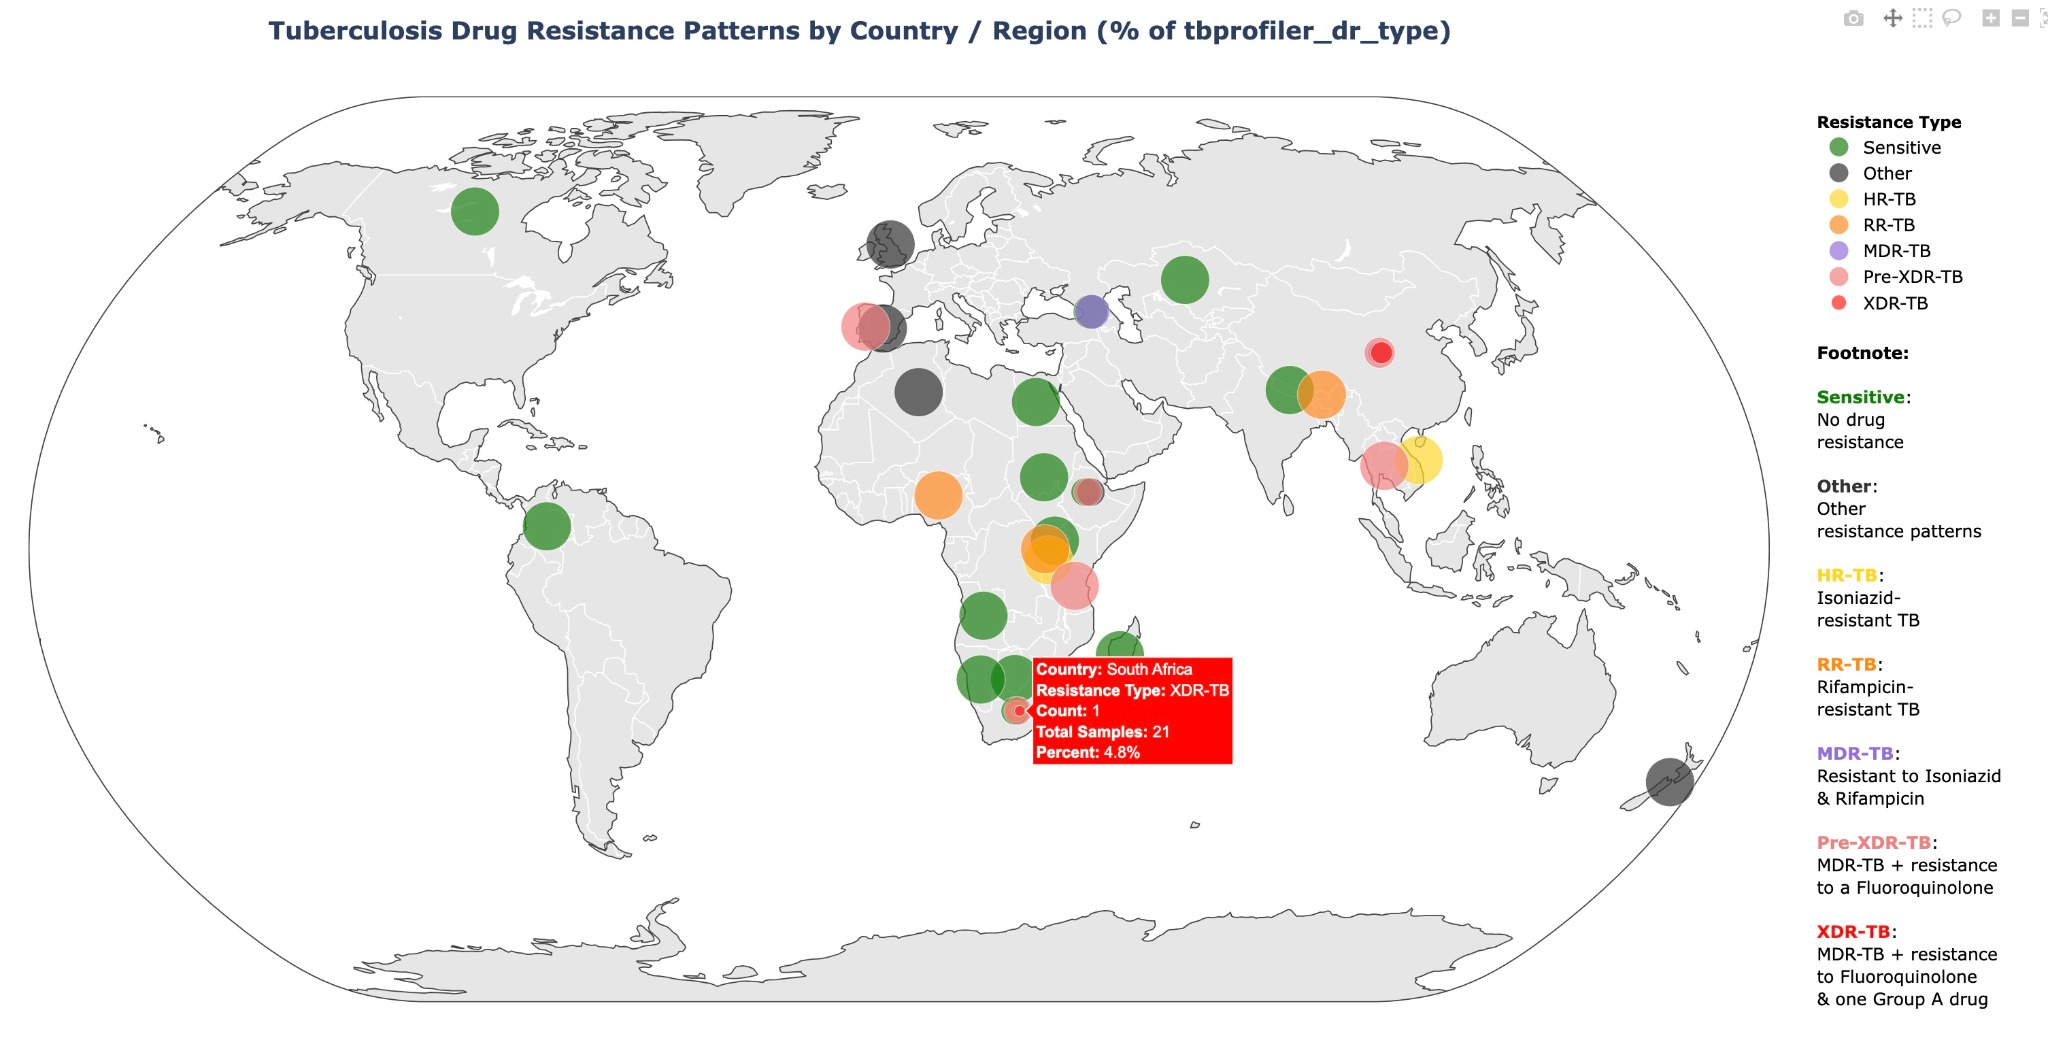 Tuberculosis Drug Resistance Patterns by Country / Region (% of tbprofiler_dr_type)
Resistance Type
Sensitive
Other
HR-TB
RR-TB
MDR-TB
Pre-XDR-TB
XDR-TB
Footnote:
Sensitive:
No drug
resistance
Other:
Other
resistance patterns
HR-TB:
Isoniazid-
resistant TB
RR-TB:
Rifampicin-
resistant TB
MDR-TB:
Resistant to Isoniazid
& Rifampicin
Pre-XDR-TB:
MDR-TB + resistance
to a Fluoroquinolone
XDR-TB:
MDR-TB + resistance
to Fluoroquinolone
& one Group A drug
Country: South Africa
Resistance Type: XDR-TB
Count: 1
Total Samples: 21
Percent: 4.8%